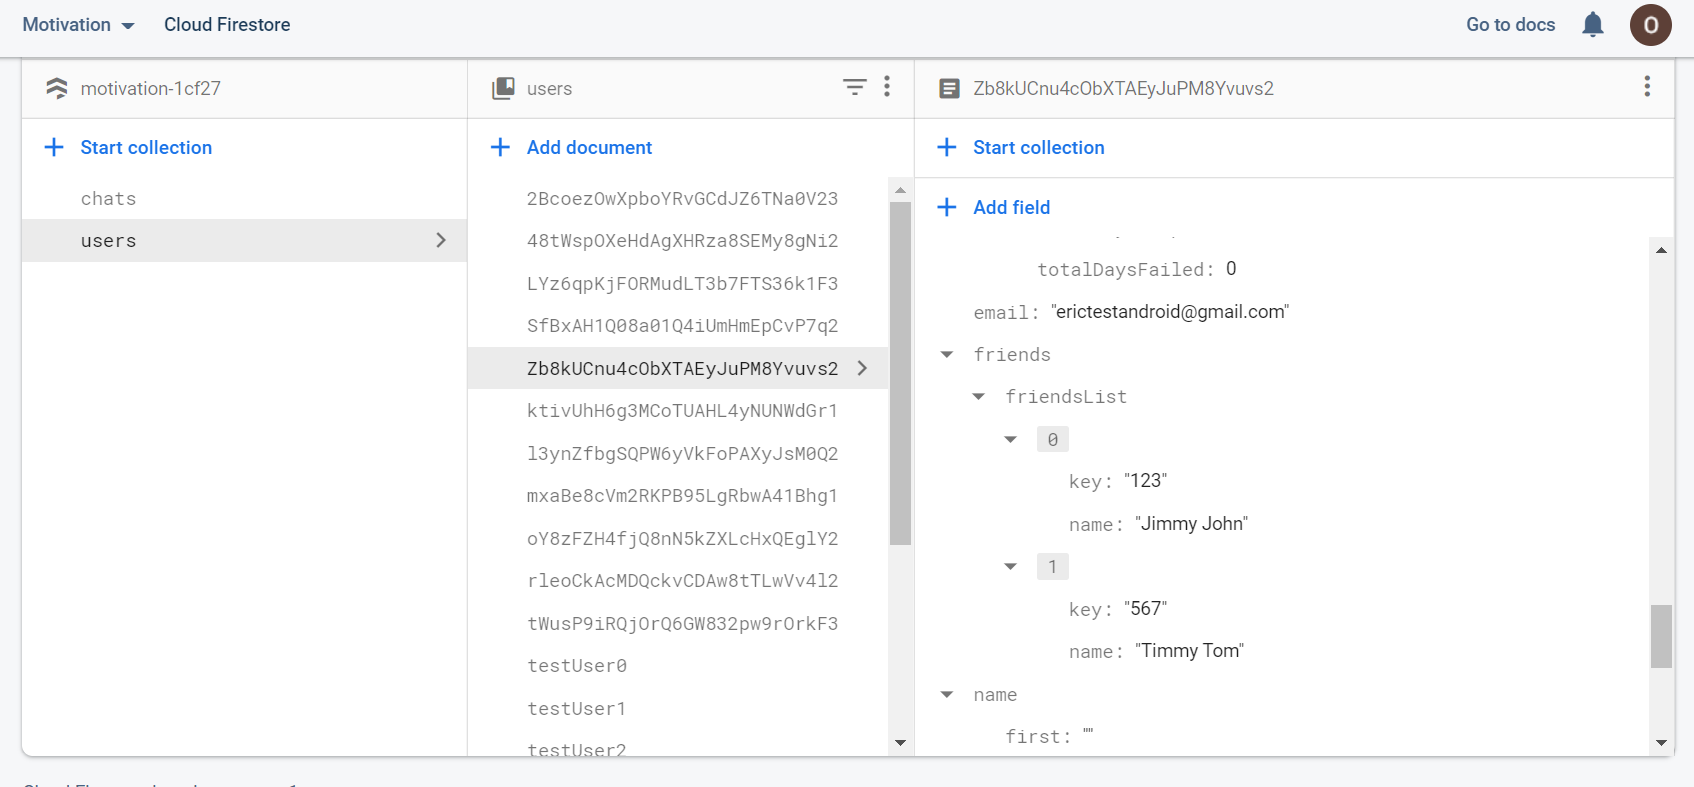 Motivation
Cloud Firestore
Go to docs
O
motivation-1cf27
users
Zb8kUCnu4cObXTAEyJuPM8Yvuvs2
+ Start collection
+ Add document
+ Start collection
chats
users
2BcoezOwXpboYRvGCdJZ6TNa0V23
48tWspOXeHdAgXHRza8SEMy8gNi2
LYz6qpKjFORMudLT3b7FTS36k1F3
SfBxAH1Q08a01Q4iUmHmEpCvP7q2
Zb8kUCnu4cObXTAEyJuPM8Yvuvs2
ktivUhH6g3MCoTUAHL4yNUNWdGr1
l3ynZfbgSQPW6yVkFoPAXyJsM0Q2
mxaBe8cVm2RKPB95LgRbwA41Bhg1
oY8zFZH4fjQ8nN5kZXLcHxQEglY2
rleoCkAcMDQckvCDAw8tTLwVv4l2
tWusP9iRQjOrQ6GW832pw9rOrkF3
testUser0
testUser1
testUser2
+ Add field
totalDaysFailed: 0
email: "erictestandroid@gmail.com"
friends
friendsList
0
key: "123"
name: "Jimmy John"
1
key: "567"
name: "Timmy Tom"
name
first: ""